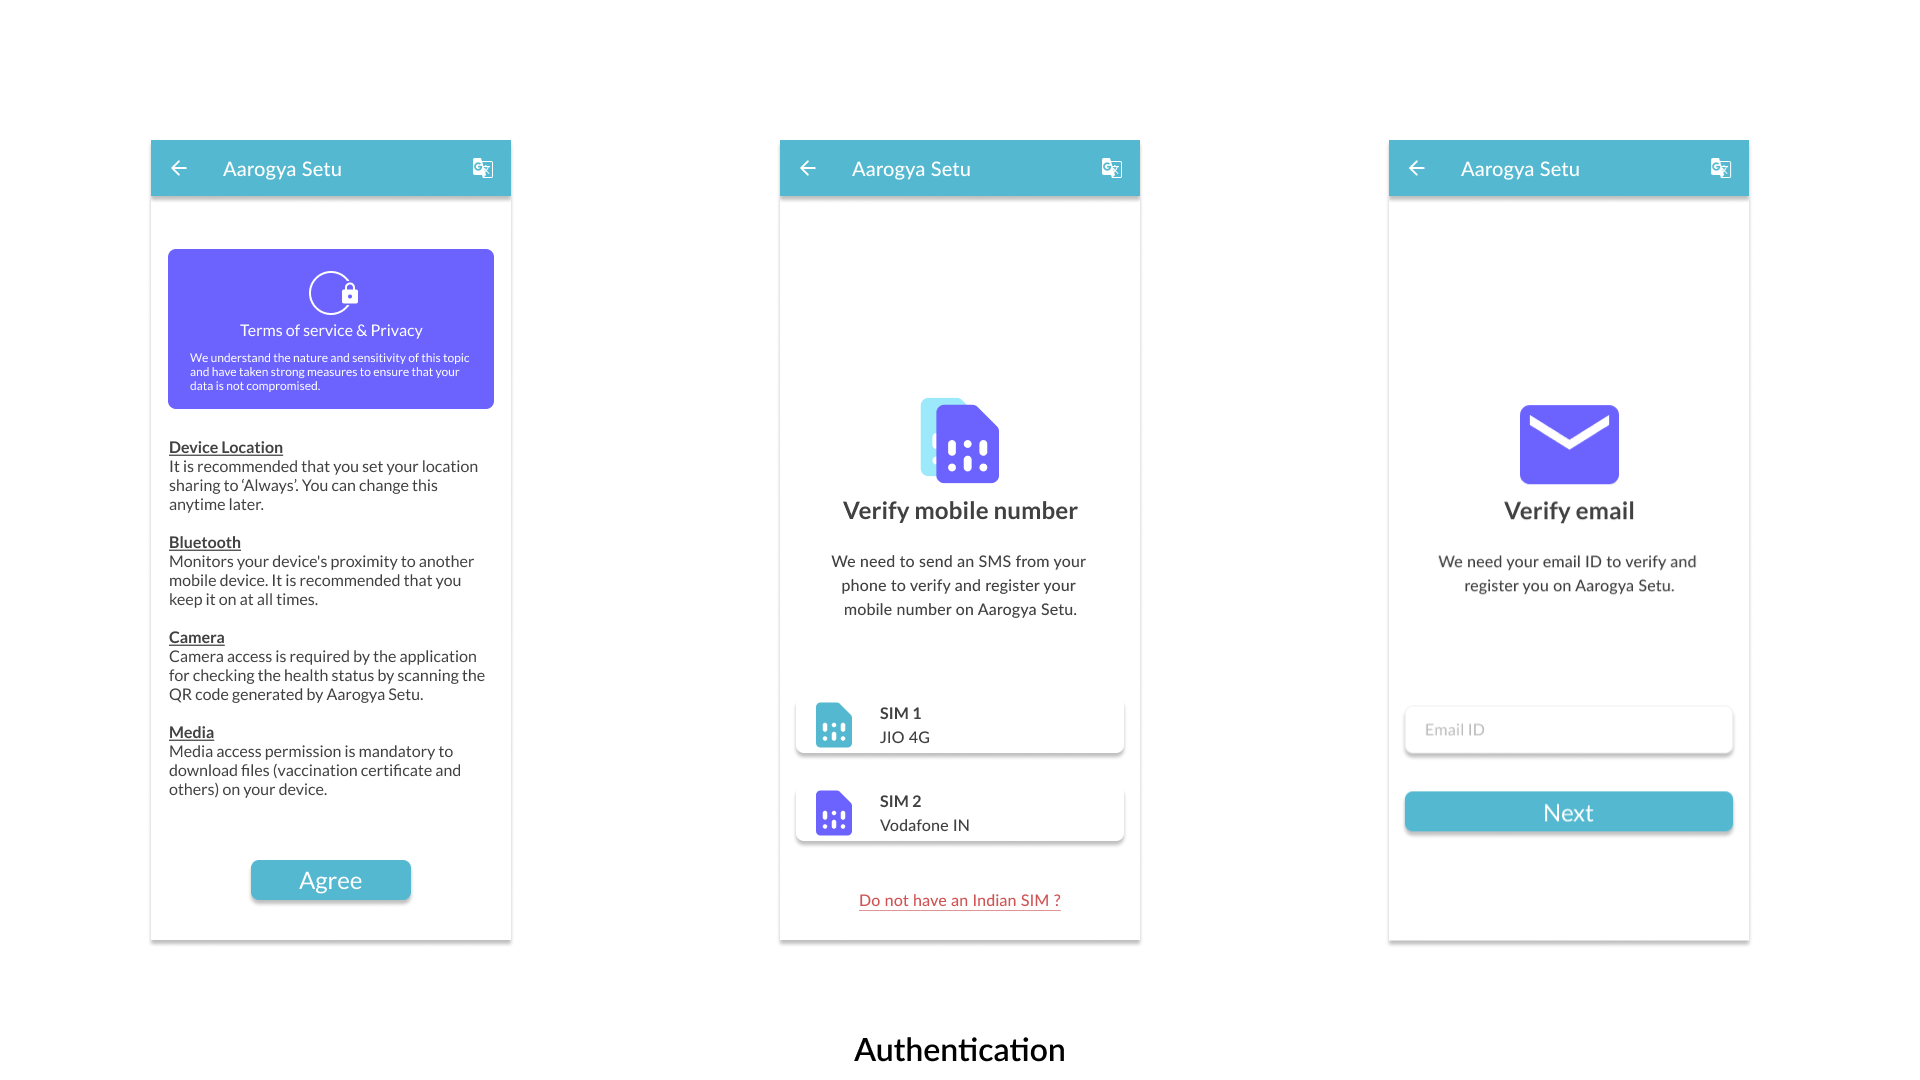 Aarogya Setu
Terms of service & Privacy
We understand the nature and sensitivity of this topic
and have taken strong measures to ensure that your
data is not compromised.
Device Location
It is recommended that you set your location
sharing to ‘Always’. You can change this
anytime later.
Bluetooth
Monitors your device's proximity to another
mobile device. It is recommended that you
keep it on at all times.
Camera
Camera access is required by the application
for checking the health status by scanning the
QR code generated by Aarogya Setu.
Media
Media access permission is mandatory to
download files (vaccination certificate and
others) on your device.
Agree
Aarogya Setu
Verify mobile number
We need to send an SMS from your
phone to verify and register your
mobile number on Aarogya Setu.
SIM 1
JIO 4G
SIM 2
Vodafone IN
Do not have an Indian SIM ?
Aarogya Setu
Verify email
We need your email ID to verify and
register you on Aarogya Setu.
Email ID
Next
Authentication